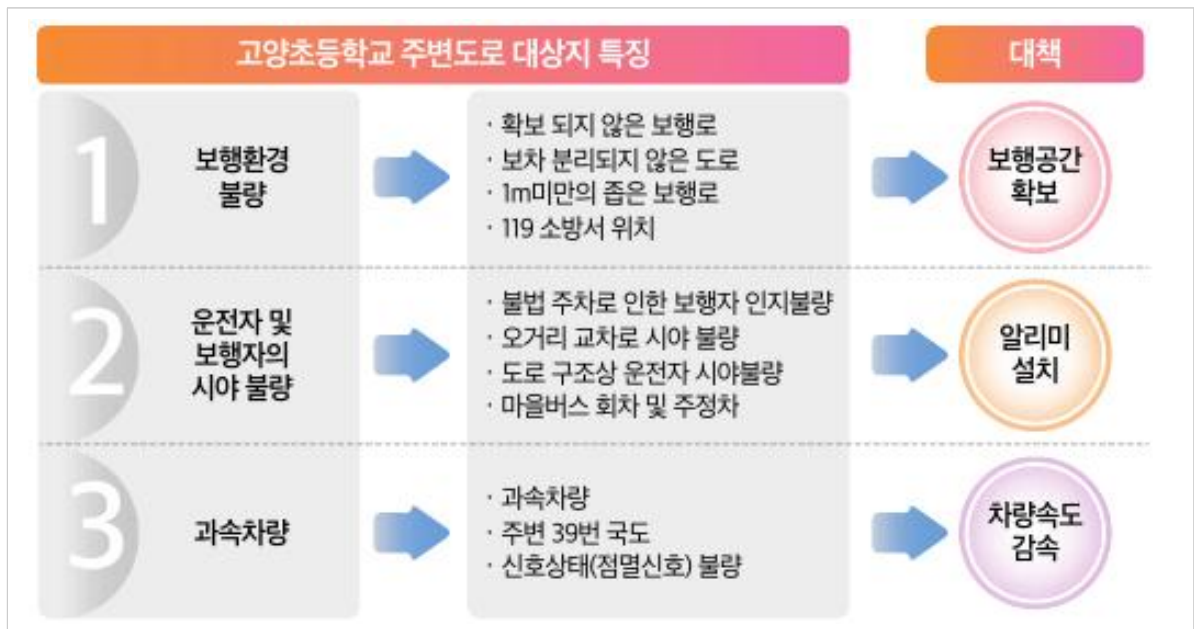 고양초등학교 주변도로 대상지 특징
대책
1
보행환경
불량
· 확보 되지 않은 보행로
· 보차 분리되지 않은 도로
· 1m미만의 좁은 보행로
· 119 소방서 위치
보행공간
확보
2
운전자 및
보행자의
시야 불량
· 불법 주차로 인한 보행자 인지불량
· 오거리 교차로 시야 불량
· 도로 구조상 운전자 시야불량
· 마을버스 회차 및 주정차
알리미
설치
3
과속차량
· 과속차량
· 주변 39번 국도
· 신호상태(점멸신호) 불량
차량속도
감속